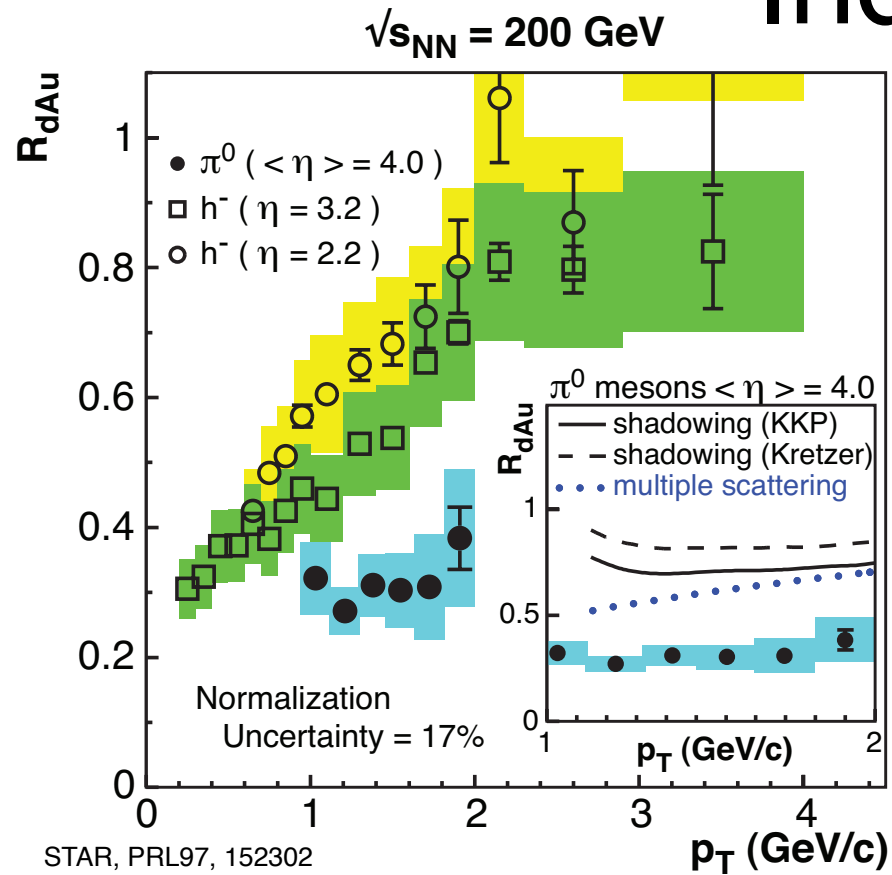 √sNN = 200 GeV
RdAu
1
0.8
0.6
0.4
0.2
0
π0 ( < η > = 4.0 )
h- ( η = 3.2 )
h- ( η = 2.2 )
Normalization
Uncertainty = 17%
π0 mesons < η > = 4.0
RdAu
shadowing (KKP)
shadowing (Kretzer)
multiple scattering
1
0.5
0
1
2
pT (GeV/c)
0
1
2
3
4
pT (GeV/c)
STAR, PRL97, 152302